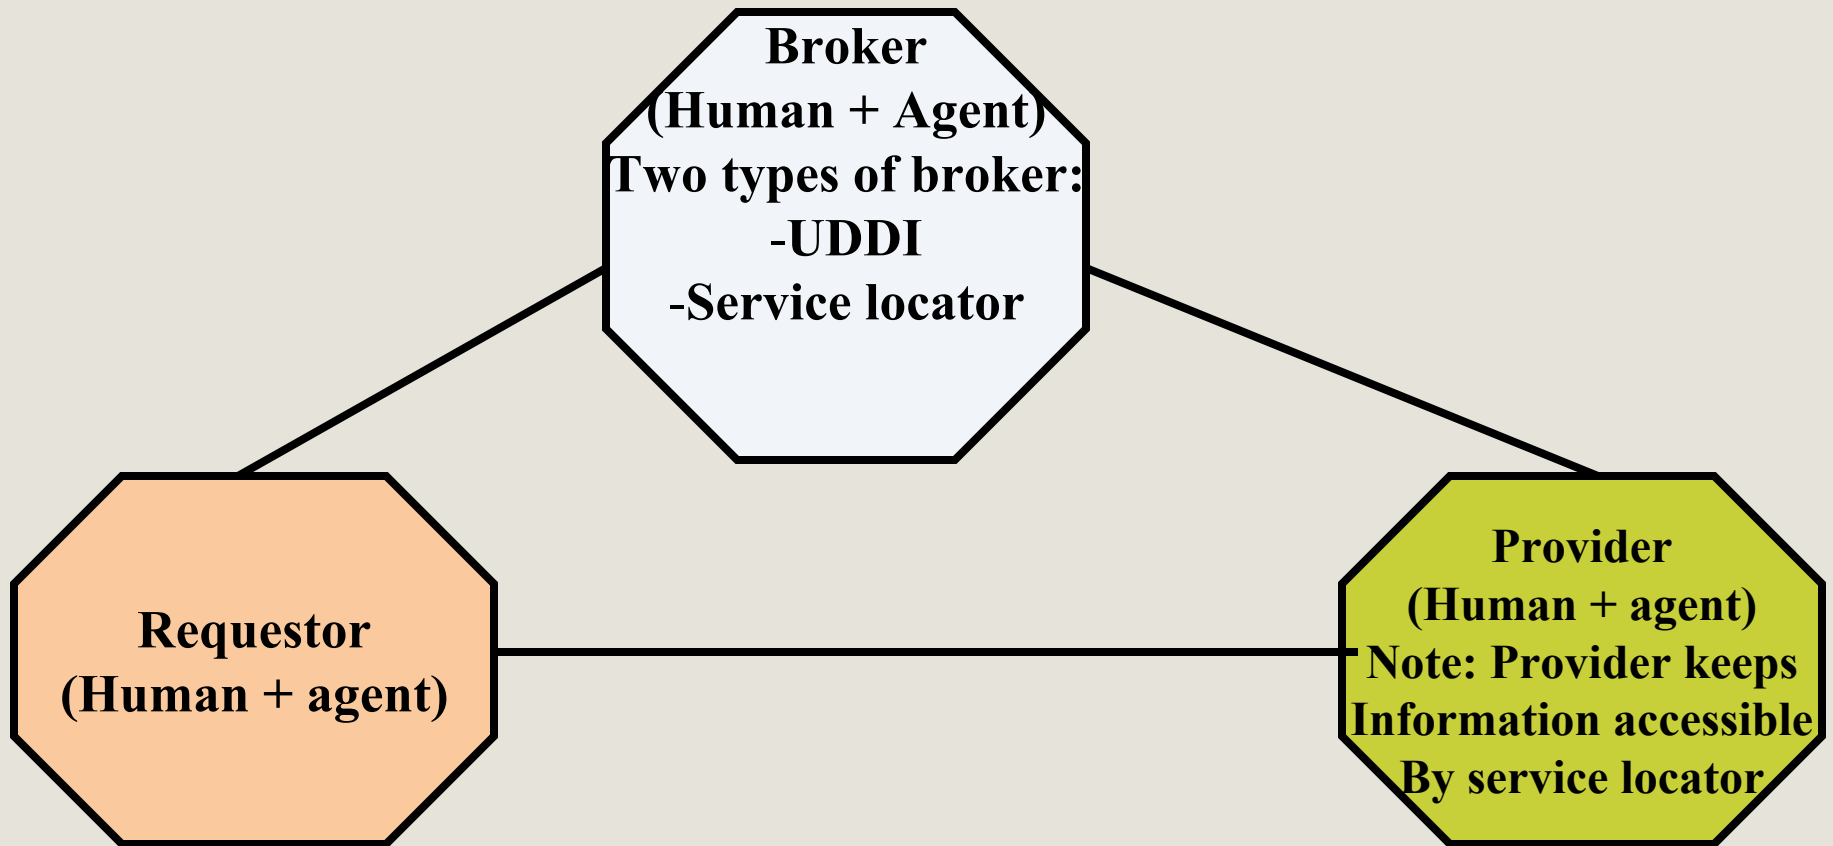 Broker
(Human + Agent)
Two types of broker:
-UDDI
-Service locator
Requestor
(Human + agent)
Provider
(Human + agent)
Note: Provider keeps
Information accessible
By service locator